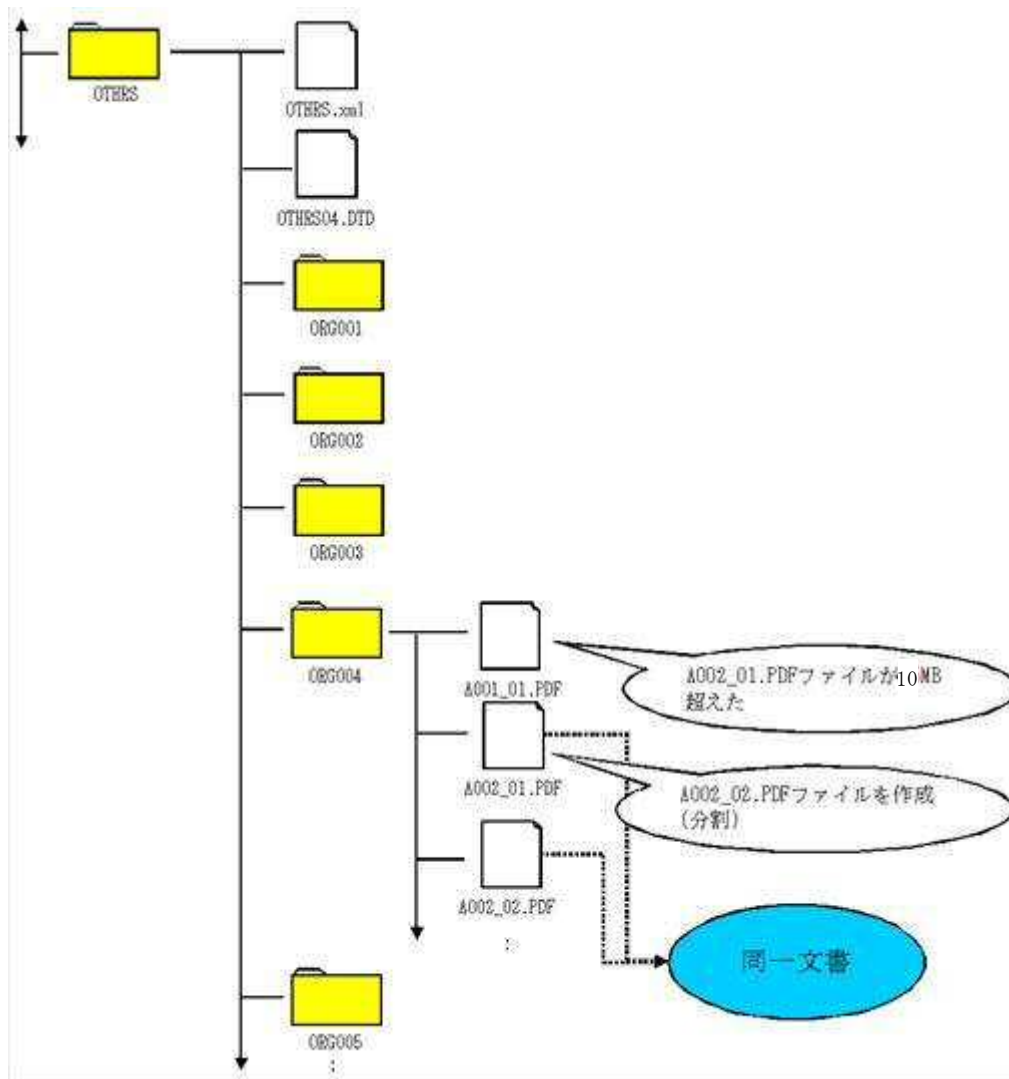 OTHRS
OTHRS.xml
OTHRS04.DTD
ORG001
ORG002
ORG003
ORG004
A001_01.PDF
A002_01.PDFファイルが10MB
超えた
A002_01.PDF
A002_02.PDFファイルを作成
(分割)
A002_02.PDF
:
同一文書
ORG005
: